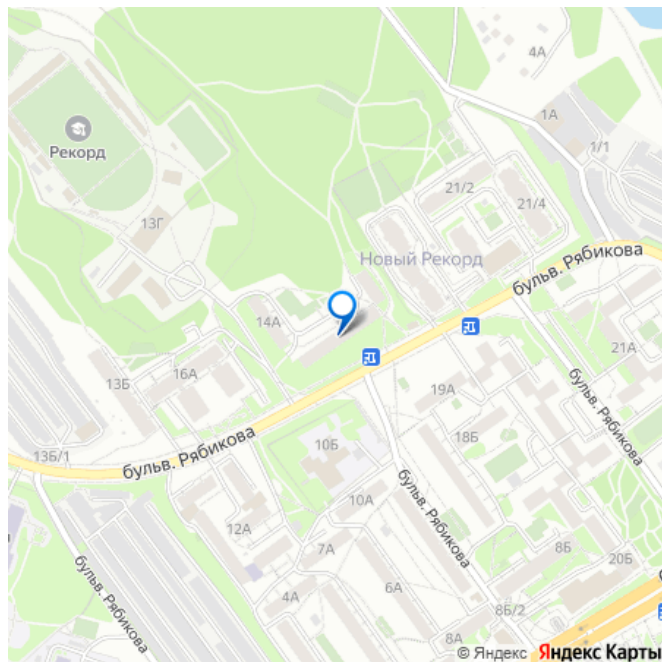 4А
1А
1/1
Рекорд
21/2
21/4
13Г
Новый Рекорд
бульв. Рябикова
14А
21А
16А
13Б
19А
бульв. Рябикова
18Б
10Б
бульв. Рябикова
13Б/1
10А
бульв. Рябикова
12А
7А
8Б
20Б
6А
4А
8Б/2
бульв. Рябикова
8А
© Яндекс Яндекс Карты